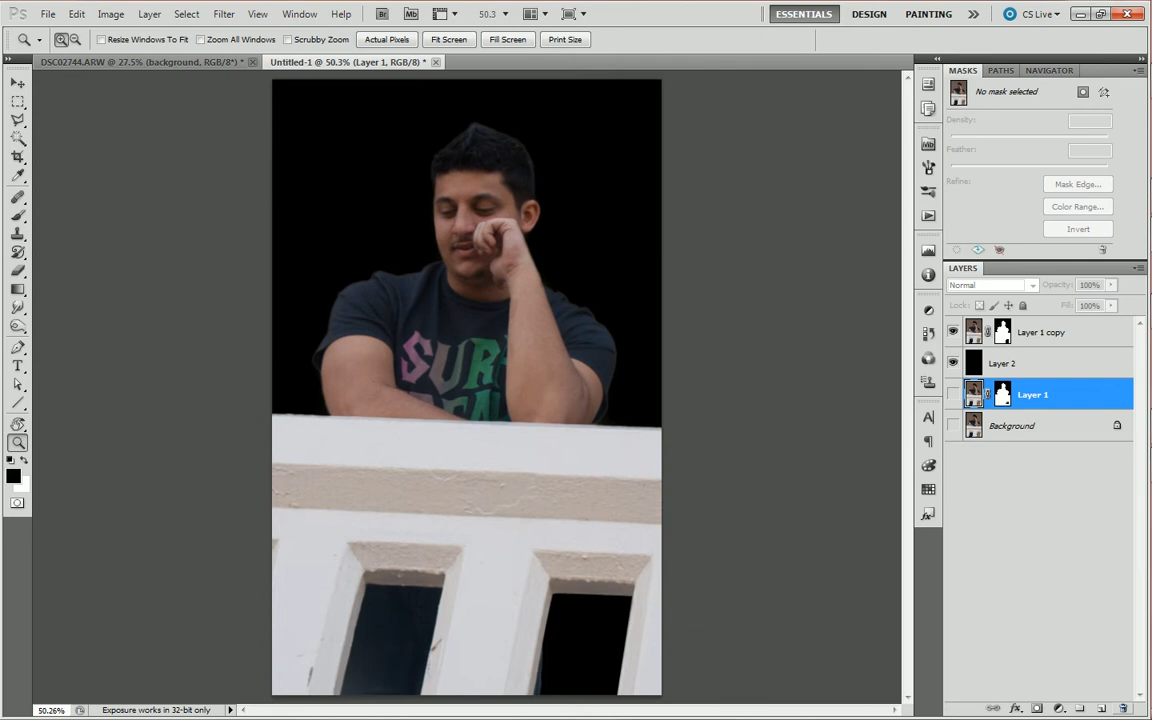 Ps File Edit Image Layer Select Filter View Window Help Br Mb 50.3 ESSENTIALS DESIGN PAINTING CS Live
Resize Windows To Fit Zoom All Windows Scrubby Zoom Actual Pixels Fit Screen Fill Screen Print Size
DSC02744.ARW @ 27.5% (background, RGB/8*) * Untitled-1 @ 50.3% (Layer 1, RGB/8) *
MASKS PATHS NAVIGATOR
No mask selected
Density:
Feather:
Refine:
Mask Edge...
Color Range...
Invert
LAYERS
Normal Opacity: 100%
Lock: Fill: 100%
Layer 1 copy
Layer 2
Layer 1
Background
SUR
50.26% Exposure works in 32-bit only